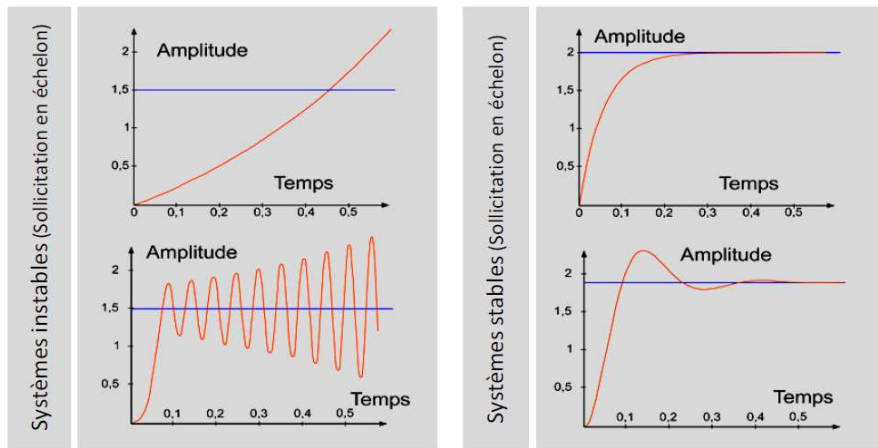 Systèmes instables (Sollicitation en échelon)
Amplitude
2
1,5
1
0,5
Temps
0 0,1 0,2 0,3 0,4 0,5
Amplitude
2
1,5
1
0,5
Temps
0,1 0,2 0,3 0,4 0,5
Systèmes stables (Sollicitation en échelon)
Amplitude
2
1,5
1
0,5
Temps
0 0,1 0,2 0,3 0,4 0,5
Amplitude
2
1,5
1
0,5
Temps
0,1 0,2 0,3 0,4 0,5